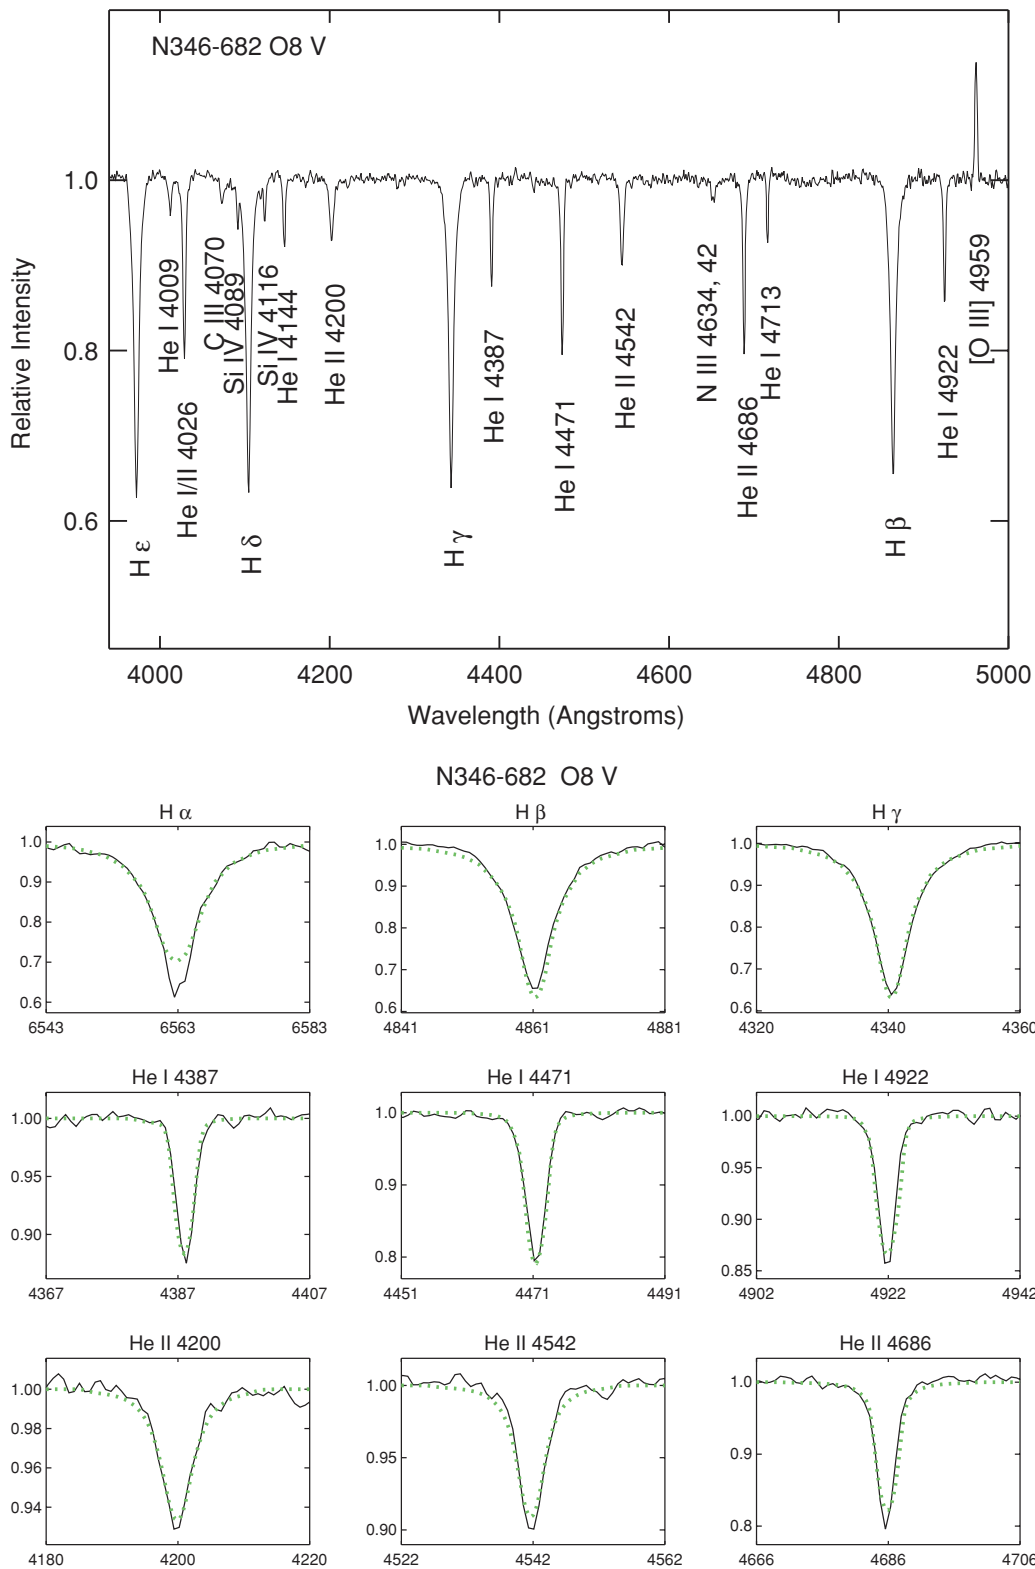 N346-682 O8 V
1.0
0.8
0.6
Relative Intensity
H ε
He I 4009
He I/II 4026
C III 4070
Si IV 4089
H δ
Si IV 4116
He I 4144
He II 4200
H γ
He I 4387
He I 4471
He II 4542
N III 4634, 42
He II 4686
He I 4713
H β
He I 4922
[O III] 4959
4000 4200 4400 4600 4800 5000
Wavelength (Angstroms)
N346-682 O8 V
H α
1.0
0.9
0.8
0.7
0.6
6543 6563 6583
H β
1.0
0.9
0.8
0.7
0.6
4841 4861 4881
H γ
1.0
0.9
0.8
0.7
0.6
4320 4340 4360
He I 4387
1.00
0.95
0.90
4367 4387 4407
He I 4471
1.0
0.9
0.8
4451 4471 4491
He I 4922
1.00
0.95
0.90
0.85
4902 4922 4942
He II 4200
1.00
0.98
0.96
0.94
4180 4200 4220
He II 4542
1.00
0.95
0.90
4522 4542 4562
He II 4686
1.0
0.9
0.8
4666 4686 4706